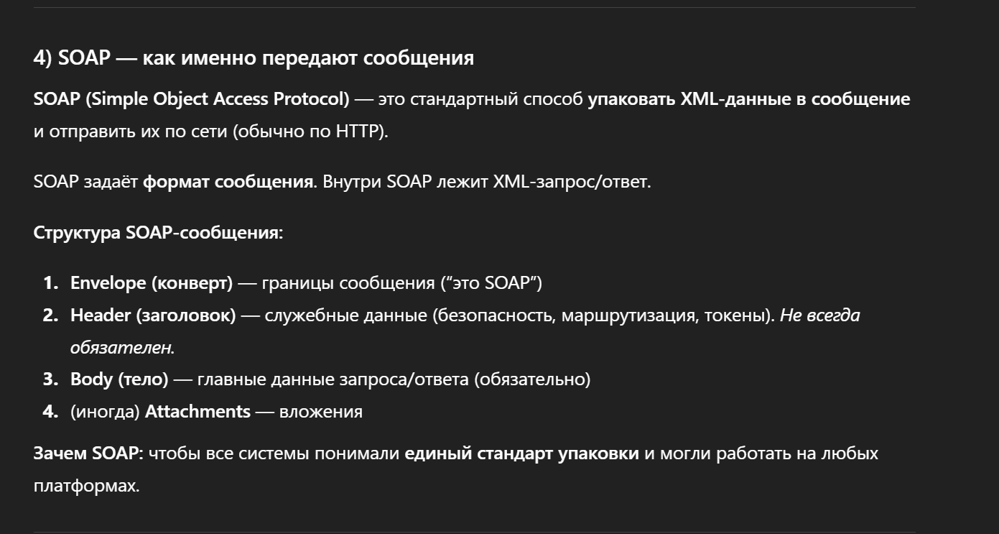 4) SOAP — как именно передают сообщения
SOAP (Simple Object Access Protocol) — это стандартный способ упаковать XML-данные в сообщение
и отправить их по сети (обычно по HTTP).
SOAP задаёт формат сообщения. Внутри SOAP лежит XML-запрос/ответ.
Структура SOAP-сообщения:
1. Envelope (конверт) — границы сообщения (“это SOAP”)
2. Header (заголовок) — служебные данные (безопасность, маршрутизация, токены). Не всегда
обязателен.
3. Body (тело) — главные данные запроса/ответа (обязательно)
4. (иногда) Attachments — вложения
Зачем SOAP: чтобы все системы понимали единый стандарт упаковки и могли работать на любых
платформах.